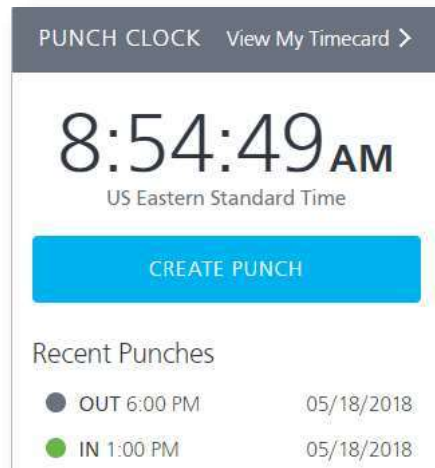 PUNCH CLOCK View My Timecard >
8:54:49 AM
US Eastern Standard Time
CREATE PUNCH
Recent Punches
OUT 6:00 PM 05/18/2018
IN 1:00 PM 05/18/2018